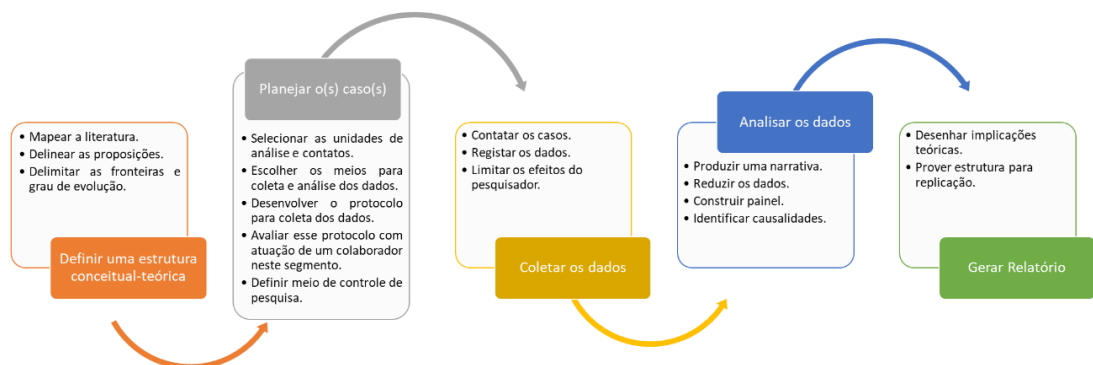 • Mapear a literatura.
• Delinear as proposições.
• Delimitar as fronteiras e
grau de evolução.
Definir uma estrutura
conceitual-teórica
Planejar o(s) caso(s)
• Selecionar as unidades de
análise e contatos.
• Escolher os meios para
coleta e análise dos dados.
• Desenvolver o protocolo
para coleta dos dados.
• Avaliar esse protocolo com
atuação de um colaborador
neste segmento.
• Definir meio de controle de
pesquisa.
• Contatar os casos.
• Registar os dados.
• Limitar os efeitos do
pesquisador.
Coletar os dados
Analisar os dados
• Produzir uma narrativa.
• Reduzir os dados.
• Construir painel.
• Identificar causalidades.
• Desenhar implicações
teóricas.
• Prover estrutura para
replicação.
Gerar Relatório